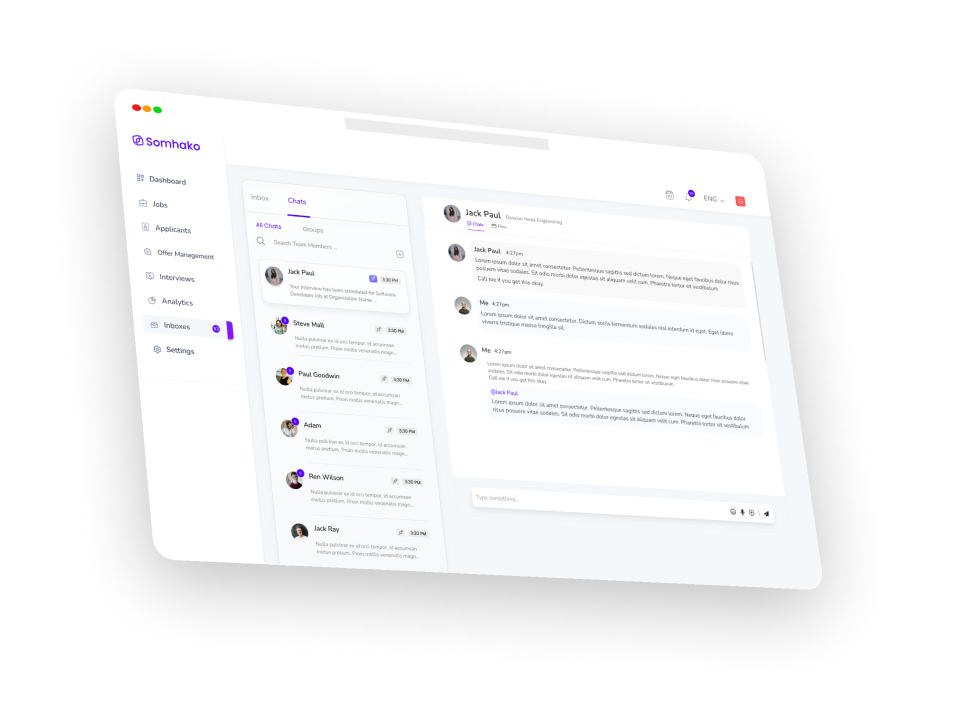 Somhako
Dashboard
Jobs
Applicants
Offer Management
Interviews
Analytics
Inboxes
Settings
ENG
Inbox
Chats
All Chats
Groups
Search Team Members ...
Jack Paul
3:30 PM
Your Interview has been scheduled for Software
Developer Job at Organization Name ...
Steve Mall
3:30 PM
Nulla pulvinar ex id orci tempor, id accumsan
metus pretium. Proin mollis venenatis magn...
Paul Goodwin
3:30 PM
Nulla pulvinar ex id orci tempor, id accumsan
metus pretium. Proin mollis venenatis magn...
Adam
3:30 PM
Nulla pulvinar ex id orci tempor, id accumsan
metus pretium. Proin mollis venenatis magn...
Ren Wilson
3:30 PM
Nulla pulvinar ex id orci tempor, id accumsan
metus pretium. Proin mollis venenatis magn...
Jack Ray
3:30 PM
Nulla pulvinar ex id orci tempor, id accumsan
metus pretium. Proin mollis venenatis magn...
Jack Paul
Division Head-Engineering
Chats
Files
Jack Paul 4:27pm
Lorem ipsum dolor sit amet consectetur. Pellentesque sagittis sed dictum lorem. Neque eget faucibus dolor risus
posuere vitae sodales. Sit odio morbi dolor egestas sit aliquam velit cum. Pharetra tortor sit vestibulum
Call me if you get this okay.
Me 4:27pm
Lorem ipsum dolor sit amet consectetur. Dictum sociis fermentum sodales nisl interdum id eget. Eget libero
viverra tristique massa fringilla sit.
Me 4:27pm
Lorem ipsum dolor sit amet consectetur. Pellentesque sagittis sed dictum lorem. Neque eget faucibus dolor risus posuere vitae
sodales. Sit odio morbi dolor egestas sit aliquam velit cum. Pharetra tortor sit vestibulum
Call me if you get this okay.
@Jack Paul
Lorem ipsum dolor sit amet consectetur. Pellentesque sagittis sed dictum lorem. Neque eget faucibus dolor
risus posuere vitae sodales. Sit odio morbi dolor egestas sit aliquam velit cum. Pharetra tortor sit vestibulum
Type something...